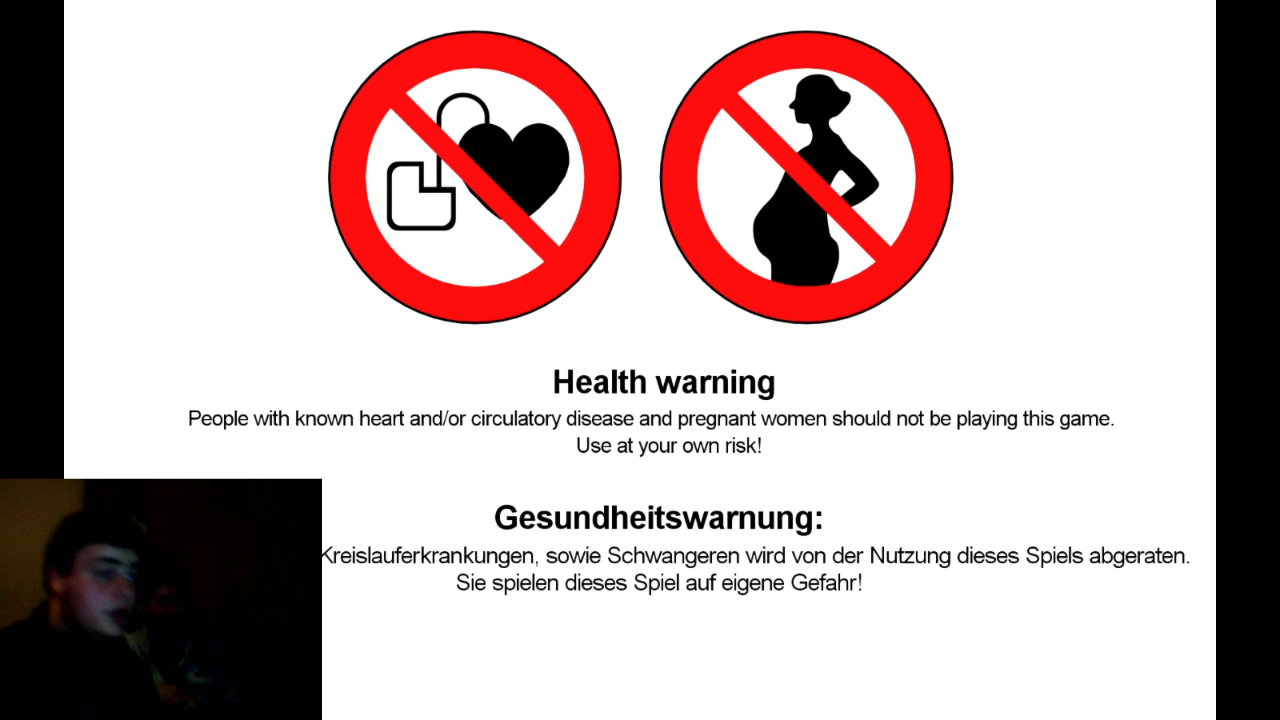 Health warning
People with known heart and/or circulatory disease and pregnant women should not be playing this game.
Use at your own risk!
Gesundheitswarnung:
Kreislauferkrankungen, sowie Schwangeren wird von der Nutzung dieses Spiels abgeraten.
Sie spielen dieses Spiel auf eigene Gefahr!